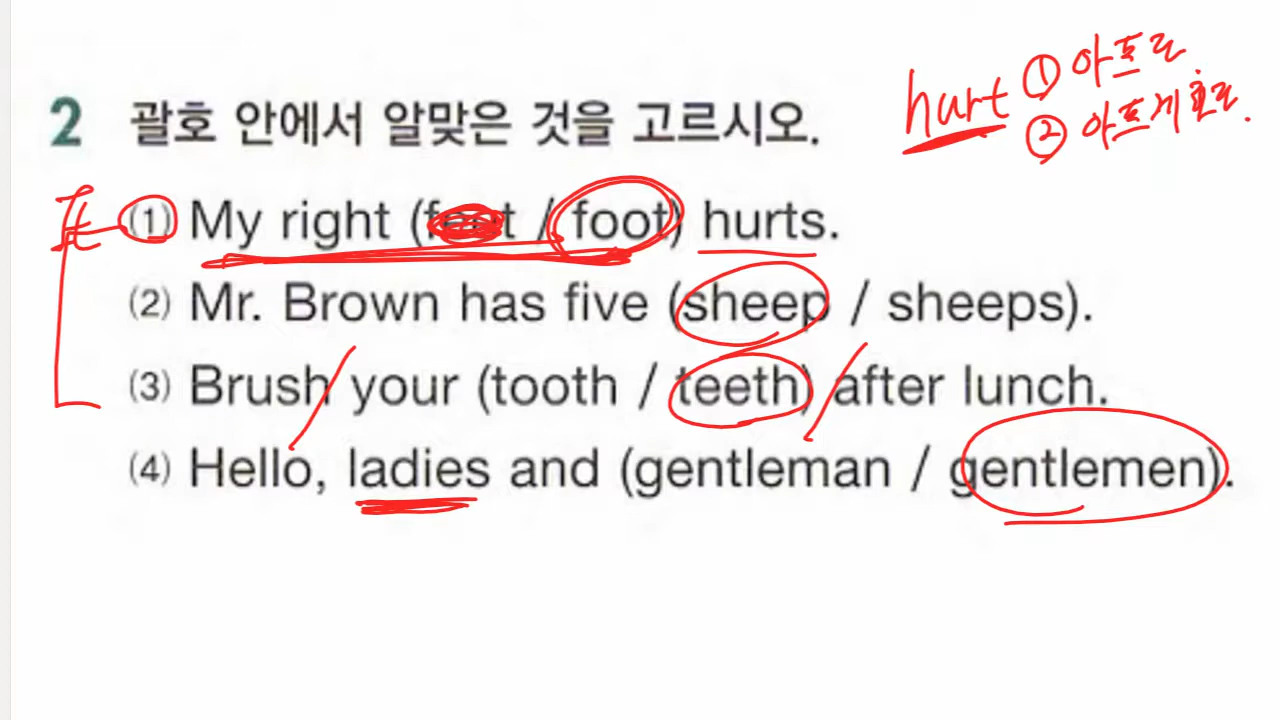 hurt ① 아프다
② 아프게 하다.
2 괄호 안에서 알맞은 것을 고르시오.
(1) My right (feet / foot) hurts.
(2) Mr. Brown has five (sheep / sheeps).
(3) Brush your (tooth / teeth) after lunch.
(4) Hello, ladies and (gentleman / gentlemen).